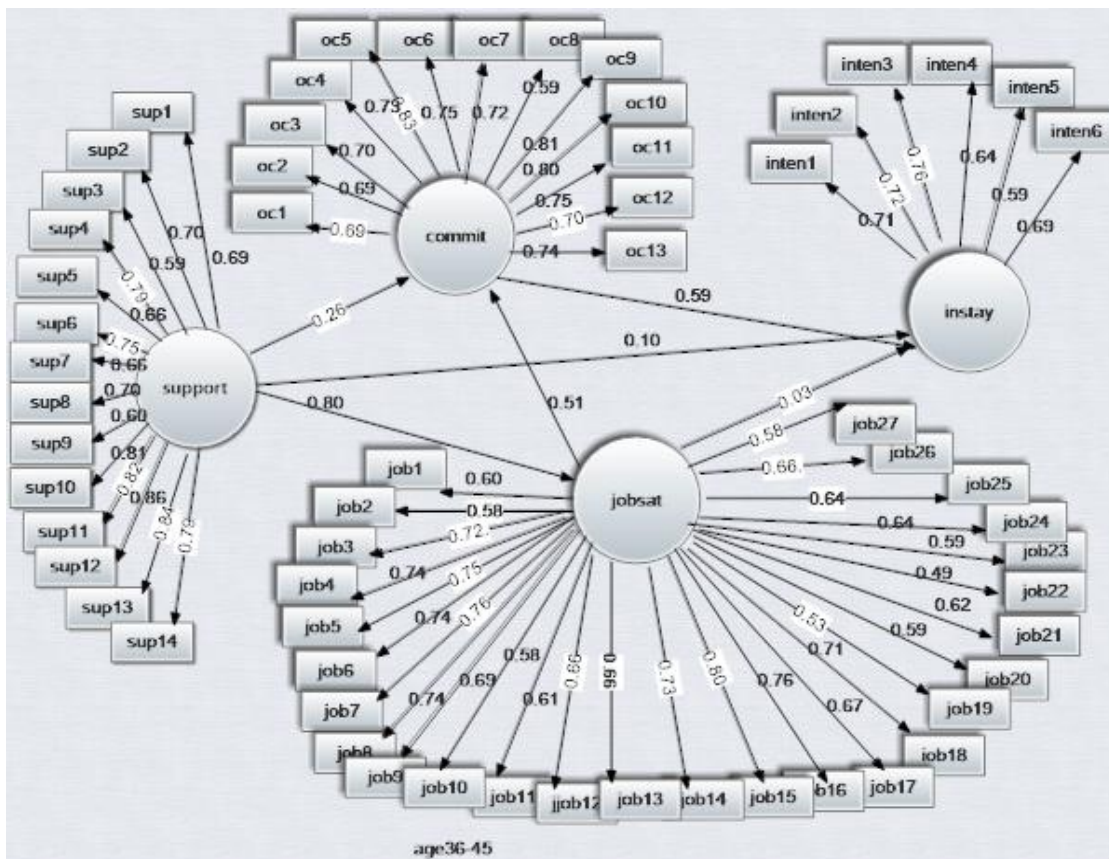 oc5
oc6
oc7
oc8
oc9
oc4
oc10
oc3
oc11
oc2
oc12
oc1
oc13
0.73
0.83
0.75
0.72
0.59
0.81
0.80
0.75
0.70
0.74
0.70
0.69
0.69
commit
inten3
inten4
inten5
inten2
inten6
inten1
0.76
0.64
0.72
0.59
0.71
0.69
instay
sup1
sup2
sup3
sup4
sup5
sup6
sup7
sup8
sup9
sup10
sup11
sup12
sup13
sup14
0.69
0.70
0.59
0.79
0.66
0.75
0.66
0.70
0.60
0.81
0.82
0.86
0.84
0.79
support
0.26
0.59
0.10
0.80
0.51
0.03
jobsat
job1
job2
job3
job4
job5
job6
job7
job8
job9
job10
job11
jjob12
job13
job14
job15
ob16
job17
iob18
job19
job20
job21
job22
job23
job24
job25
job26
job27
0.60
0.58
0.72
0.74
0.75
0.74
0.76
0.74
0.69
0.58
0.61
0.66
0.66
0.73
0.80
0.76
0.67
0.71
0.53
0.59
0.62
0.49
0.59
0.64
0.64
0.66
0.58
age36-45